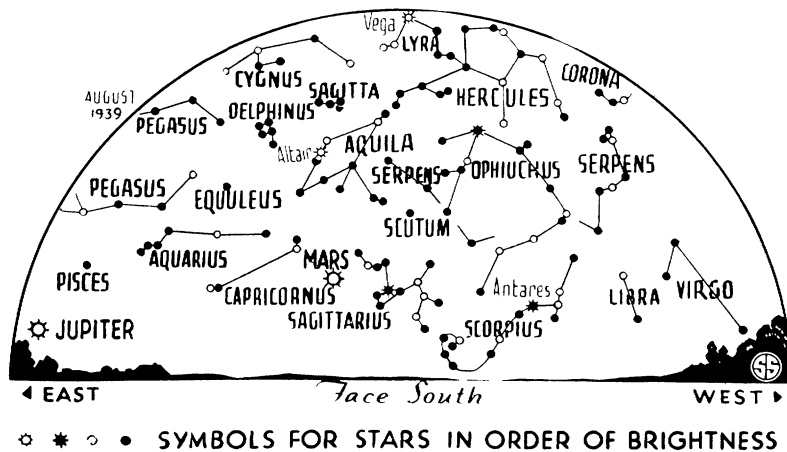 Vega
LYRA
CYGNUS
CORONA
SAGITTA
AUGUST
1939
HERCULES
DELPHINUS
PEGASUS
Altair
AQUILA
SERPENS
OPHIUCHUS
SERPENS
PEGASUS
EQUULEUS
SCUTUM
AQUARIUS
MARS
PISCES
CAPRICORNUS
Antares
LIBRA
VIRGO
SAGITTARIUS
SCORPIUS
JUPITER
SS
EAST
Face South
WEST
SYMBOLS FOR STARS IN ORDER OF BRIGHTNESS